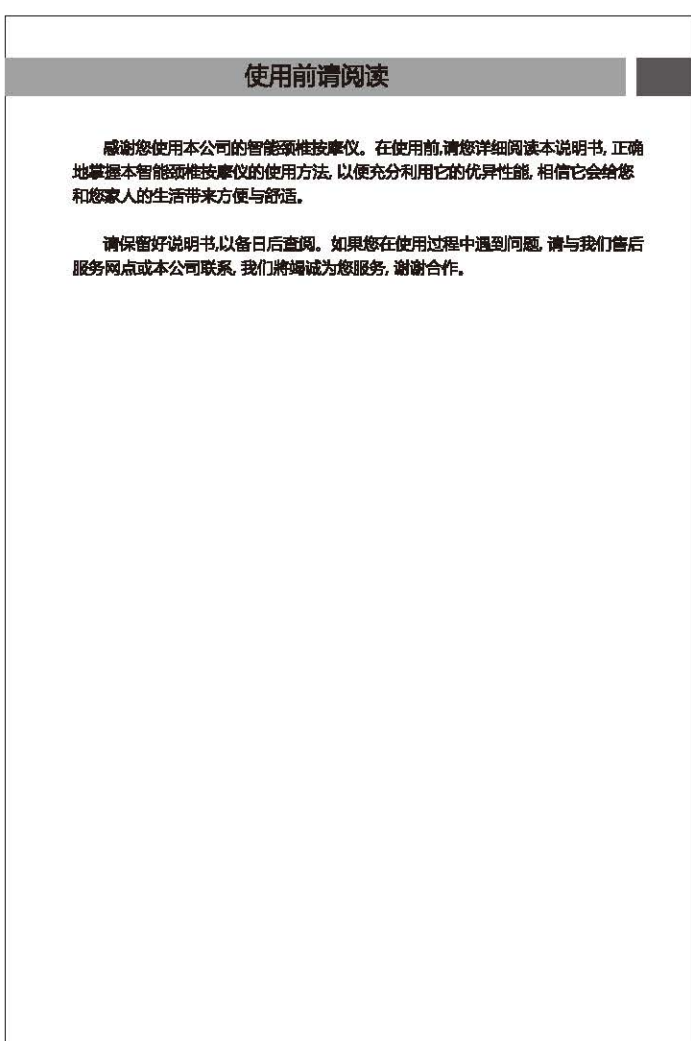 使用前请阅读
感谢您使用本公司的智能颈椎按摩仪。在使用前,请您详细阅读本说明书, 正确
地掌握本智能颈椎按摩仪的使用方法, 以便充分利用它的优异性能, 相信它会给您
和您家人的生活带来方便与舒适。
请保留好说明书,以备日后查阅。如果您在使用过程中遇到问题, 请与我们售后
服务网点或本公司联系, 我们将竭诚为您服务, 谢谢合作。